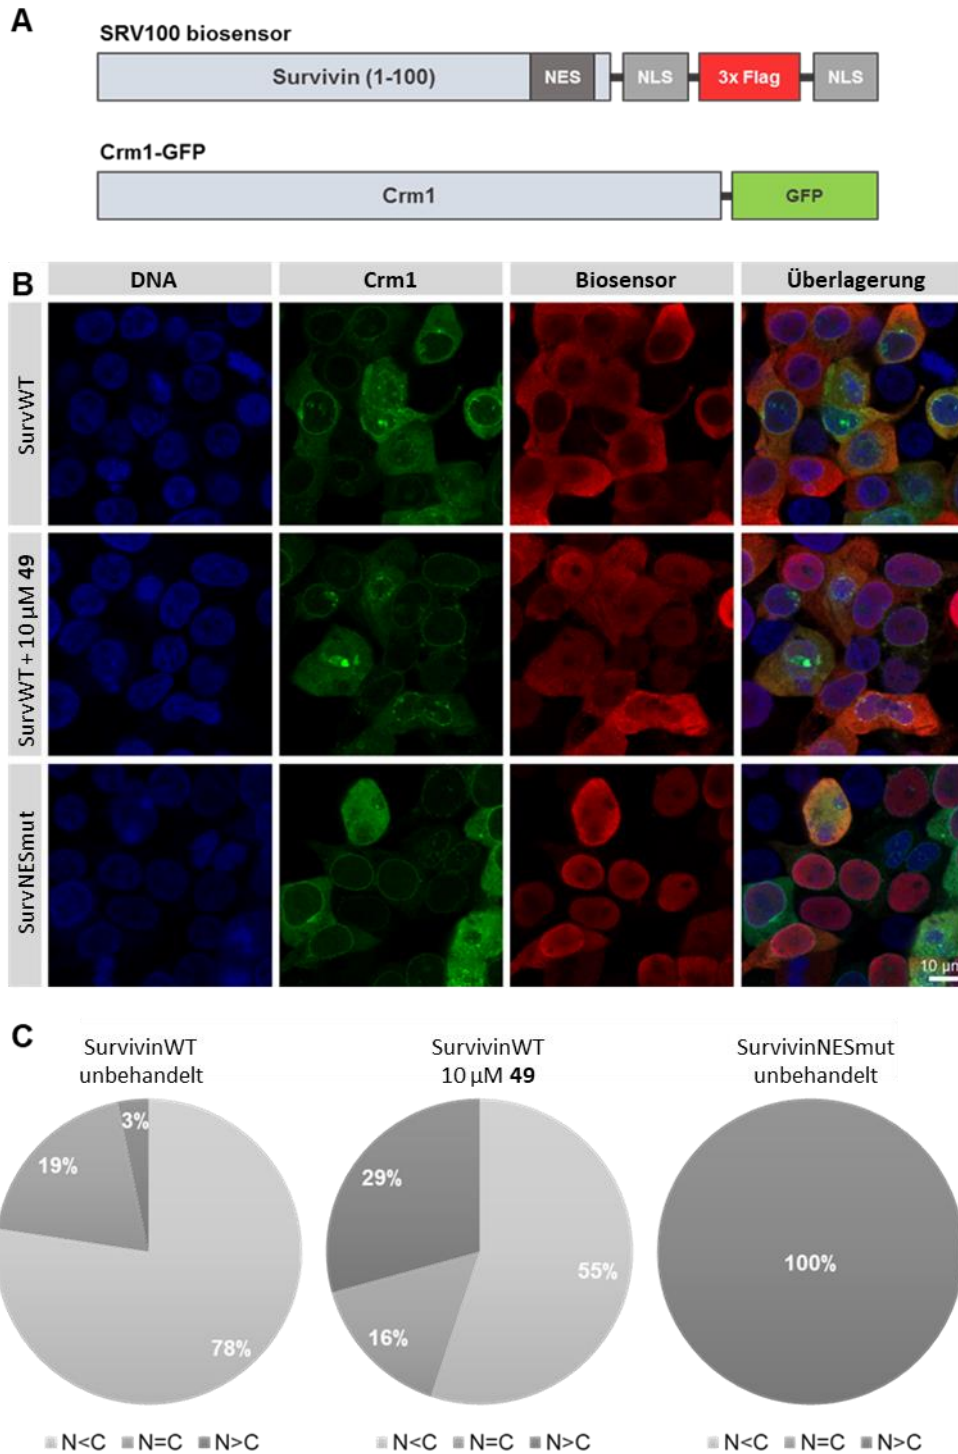 A
SRV100 biosensor
Survivin (1-100)
NES
NLS
3x Flag
NLS
Crm1-GFP
Crm1
GFP
B
DNA
Crm1
Biosensor
Überlagerung
SurvWT
SurvWT + 10 µM 49
SurvNESmut
10 µm
C
SurvivinWT
unbehandelt
SurvivinWT
10 µM 49
SurvivinNESmut
unbehandelt
3%
19%
78%
29%
16%
55%
100%
N<C N=C N>C
N<C N=C N>C
N<C N=C N>C